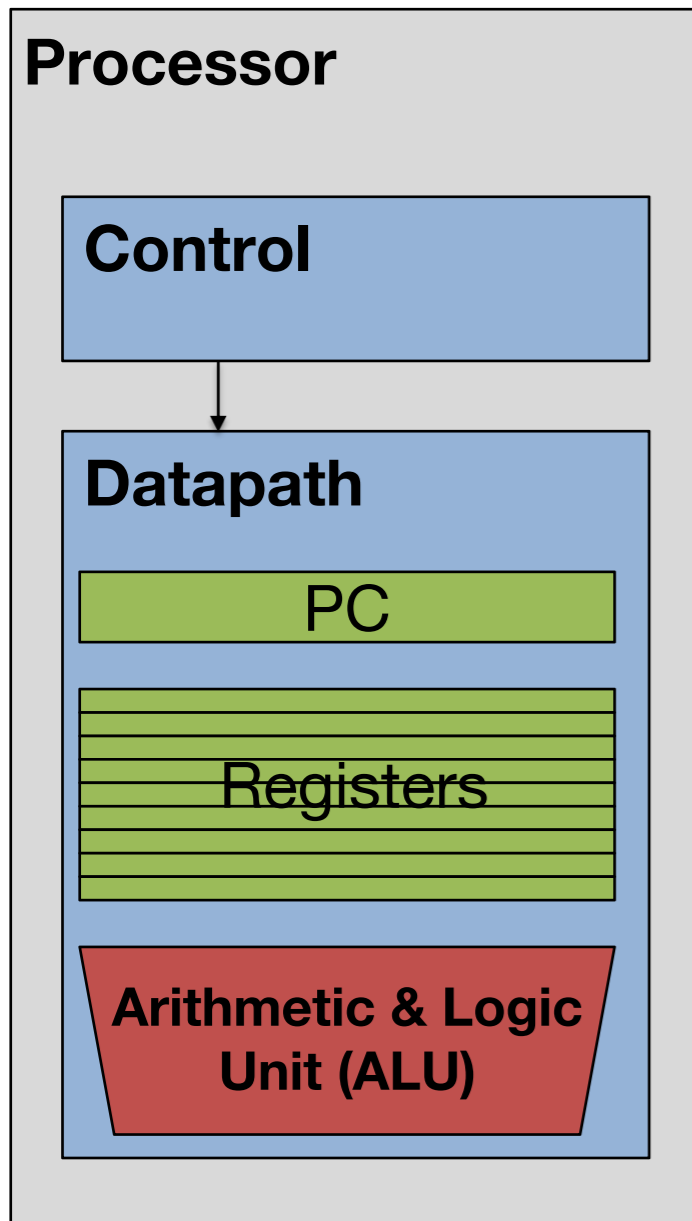 Processor
Control
Datapath
PC
Registers
Arithmetic & Logic
Unit (ALU)